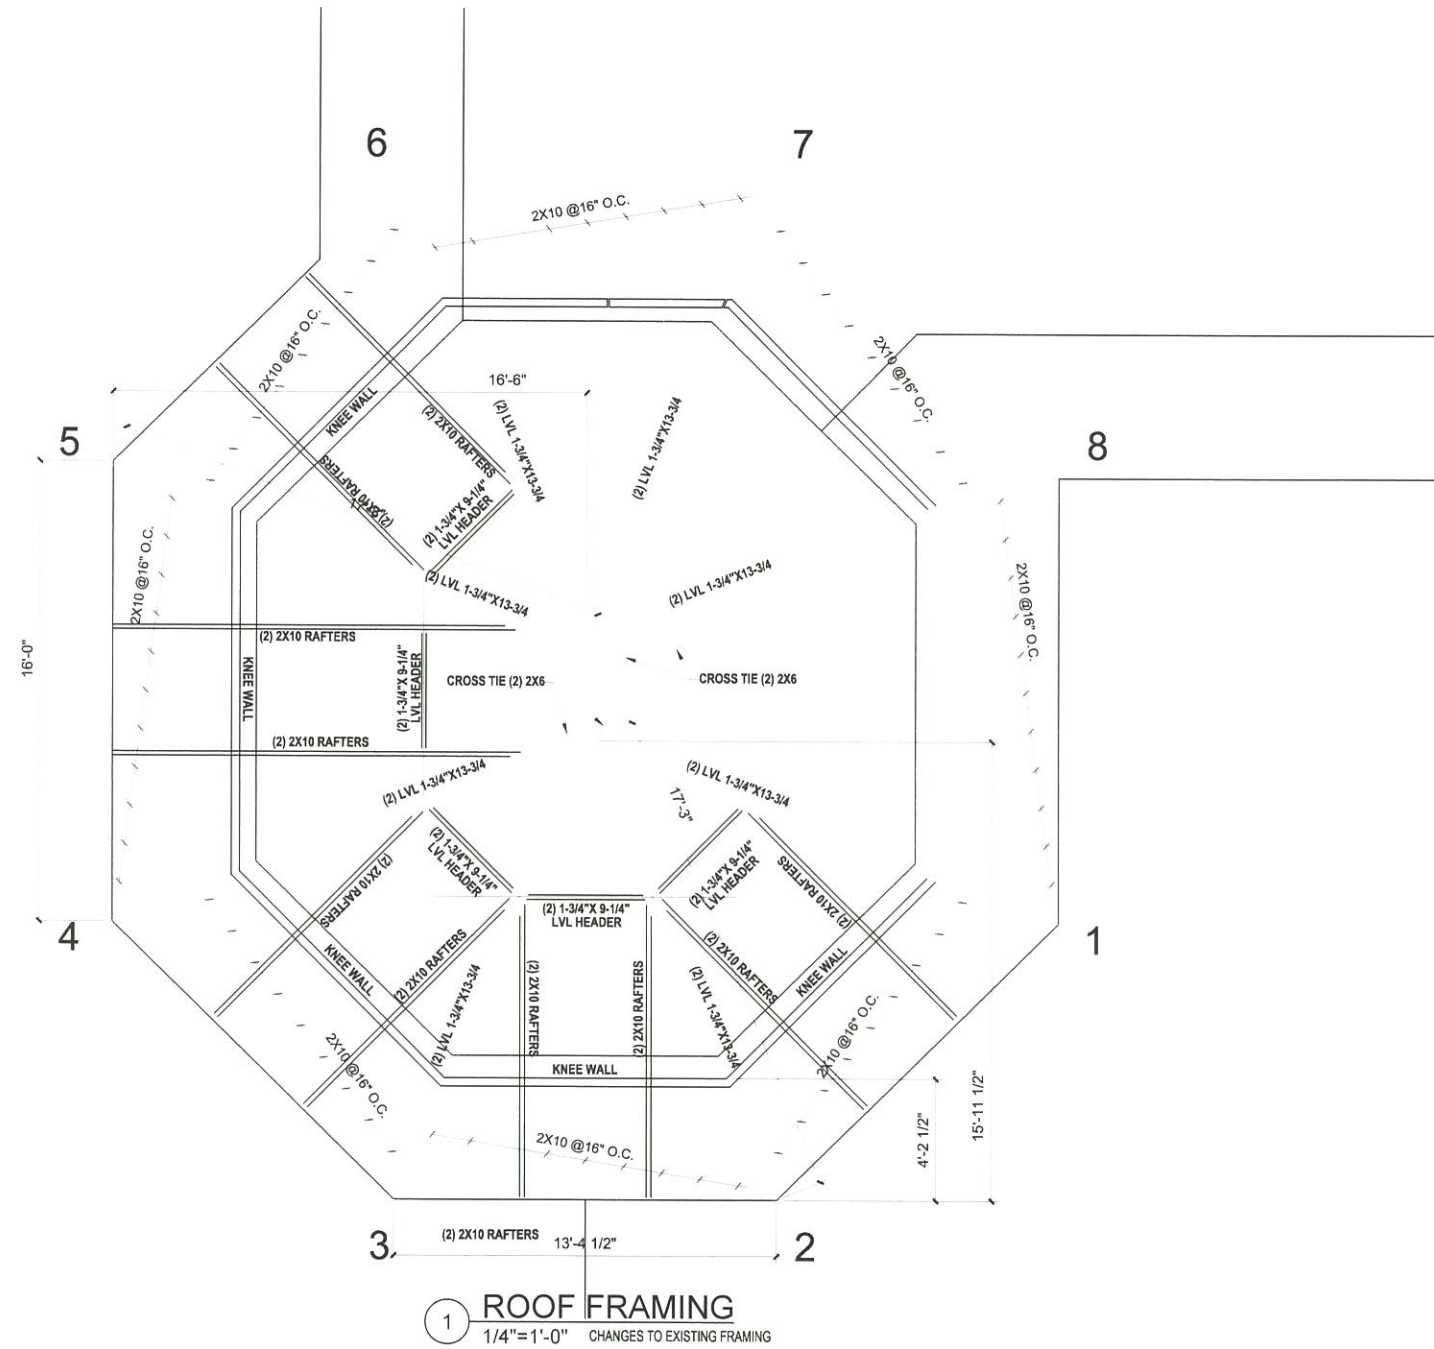 6
7
2X10 @16" O.C.
2X10 @16" O.C.
2X10 @16" O.C.
16'-6"
KNEE WALL
(2) 2X10 RAFTERS
(2) LVL 1-3/4"X13-3/4
(2) LVL 1-3/4"X13-3/4
5
8
(2) 2X10 RAFTERS
(2) 1-3/4"X 9-1/4"
LVL HEADER
2X10 @16" O.C.
(2) LVL 1-3/4"X13-3/4
(2) LVL 1-3/4"X13-3/4
2X10 @16" O.C.
16'-0"
(2) 2X10 RAFTERS
KNEE WALL
(2) 1-3/4"X 9-1/4"
LVL HEADER
CROSS TIE (2) 2X6
CROSS TIE (2) 2X6
(2) 2X10 RAFTERS
(2) LVL 1-3/4"X13-3/4
(2) LVL 1-3/4"X13-3/4
17'-3"
(2) 1-3/4"X 9-1/4"
LVL HEADER
(2) 1-3/4"X 9-1/4"
LVL HEADER
(2) 2X10 RAFTERS
(2) 2X10 RAFTERS
(2) 1-3/4"X 9-1/4"
LVL HEADER
4
1
KNEE WALL
(2) 2X10 RAFTERS
(2) LVL 1-3/4"X13-3/4
(2) 2X10 RAFTERS
(2) 2X10 RAFTERS
(2) LVL 1-3/4"X13-3/4
(2) 2X10 RAFTERS
KNEE WALL
2X10 @16" O.C.
KNEE WALL
2X10 @16" O.C.
4'-2 1/2"
15'-11 1/2"
2X10 @16" O.C.
3
(2) 2X10 RAFTERS
13'-4 1/2"
2
1
ROOF FRAMING
1/4"=1'-0"
CHANGES TO EXISTING FRAMING